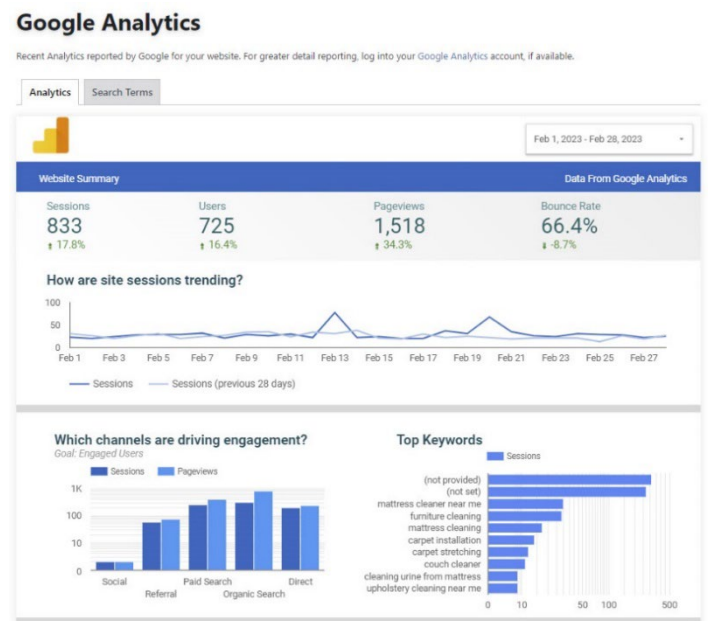 Google Analytics
Recent Analytics reported by Google for your website. For greater detail reporting, log into your Google Analytics account, if available.
Analytics
Search Terms
Feb 1, 2023 - Feb 28, 2023
Website Summary
Data From Google Analytics
Sessions
833
17.8%
Users
725
16.4%
Pageviews
1,518
34.3%
Bounce Rate
66.4%
-8.7%
How are site sessions trending?
100
50
0
Feb 1 Feb 3 Feb 5 Feb 7 Feb 9 Feb 11 Feb 13 Feb 15 Feb 17 Feb 19 Feb 21 Feb 23 Feb 25 Feb 27
Sessions Sessions (previous 28 days)
Which channels are driving engagement?
Goal: Engaged Users
Sessions Pageviews
1K
100
10
0
Social Referral Paid Search Organic Search Direct
Top Keywords
Sessions
(not provided)
(not set)
mattress cleaner near me
furniture cleaning
mattress cleaning
carpet installation
carpet stretching
couch cleaner
cleaning urine from mattress
upholstery cleaning near me
0 10 50 100 500